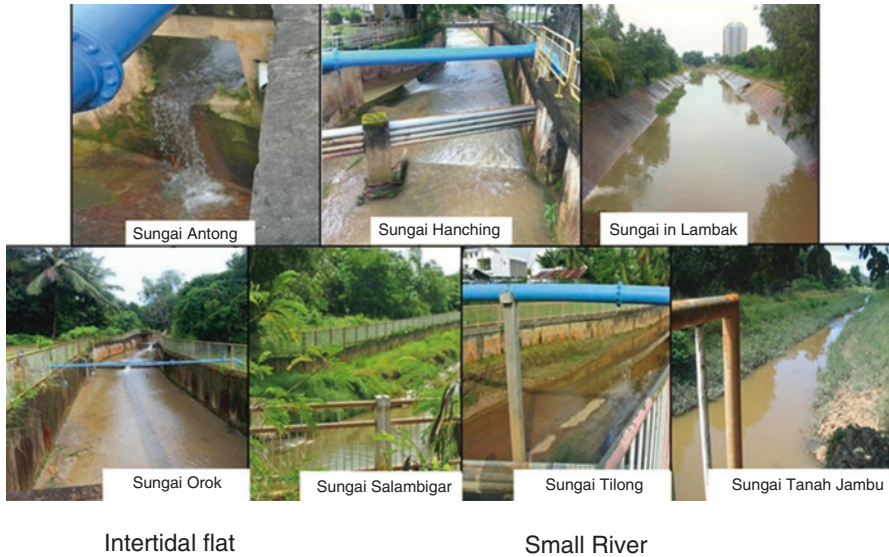 Sungai Antong
Sungai Hanching
Sungai in Lambak
Sungai Orok
Sungai Salambigar
Sungai Tilong
Sungai Tanah Jambu
Intertidal flat
Small River